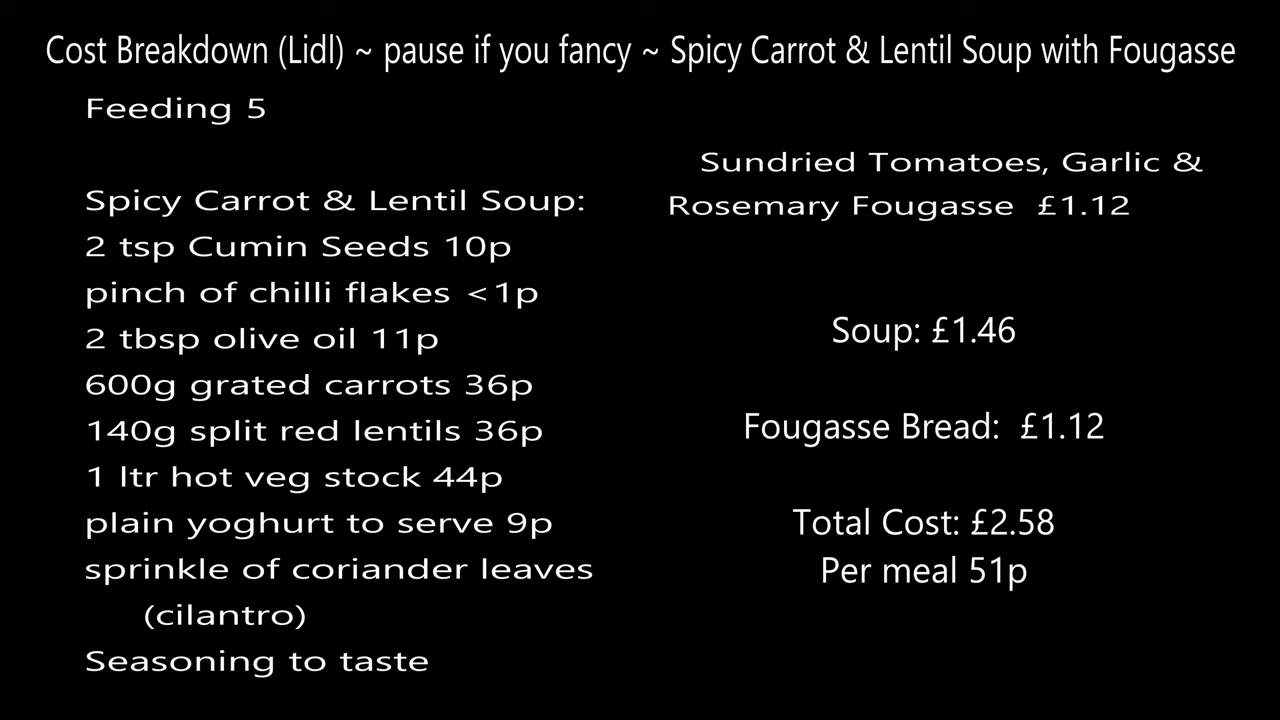 Cost Breakdown (Lidl) ~ pause if you fancy ~ Spicy Carrot & Lentil Soup with Fougasse
Feeding 5
Spicy Carrot & Lentil Soup:
2 tsp Cumin Seeds 10p
pinch of chilli flakes <1p
2 tbsp olive oil 11p
600g grated carrots 36p
140g split red lentils 36p
1 ltr hot veg stock 44p
plain yoghurt to serve 9p
sprinkle of coriander leaves
(cilantro)
Seasoning to taste
Sundried Tomatoes, Garlic &
Rosemary Fougasse £1.12
Soup: £1.46
Fougasse Bread: £1.12
Total Cost: £2.58
Per meal 51p